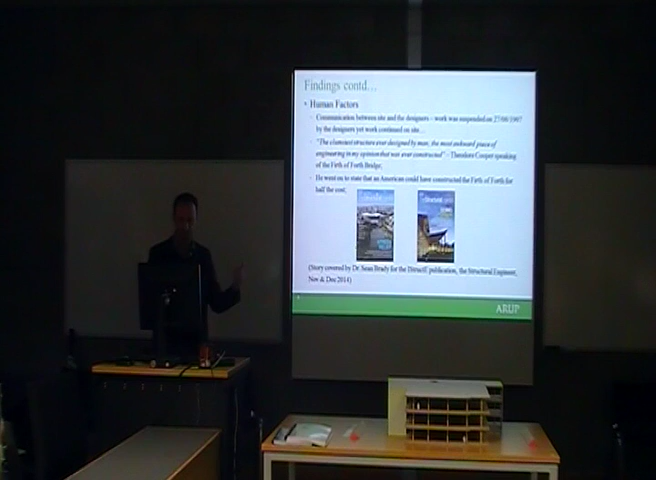 Findings contd…
• Human Factors
Communication between site and the designers – work was suspended on 27/08/1907
by the designers yet work continued on site…
"The clumsiest structure ever designed by man, the most awkward piece of
engineering in my opinion that was ever constructed" – Theodore Cooper speaking
of the Firth of Forth Bridge;
He went on to state that an American could have constructed the Firth of Forth for
half the cost;
(Story covered by Dr. Sean Brady for the IStructE publication, the Structural Engineer,
Nov & Dec 2014)
ARUP